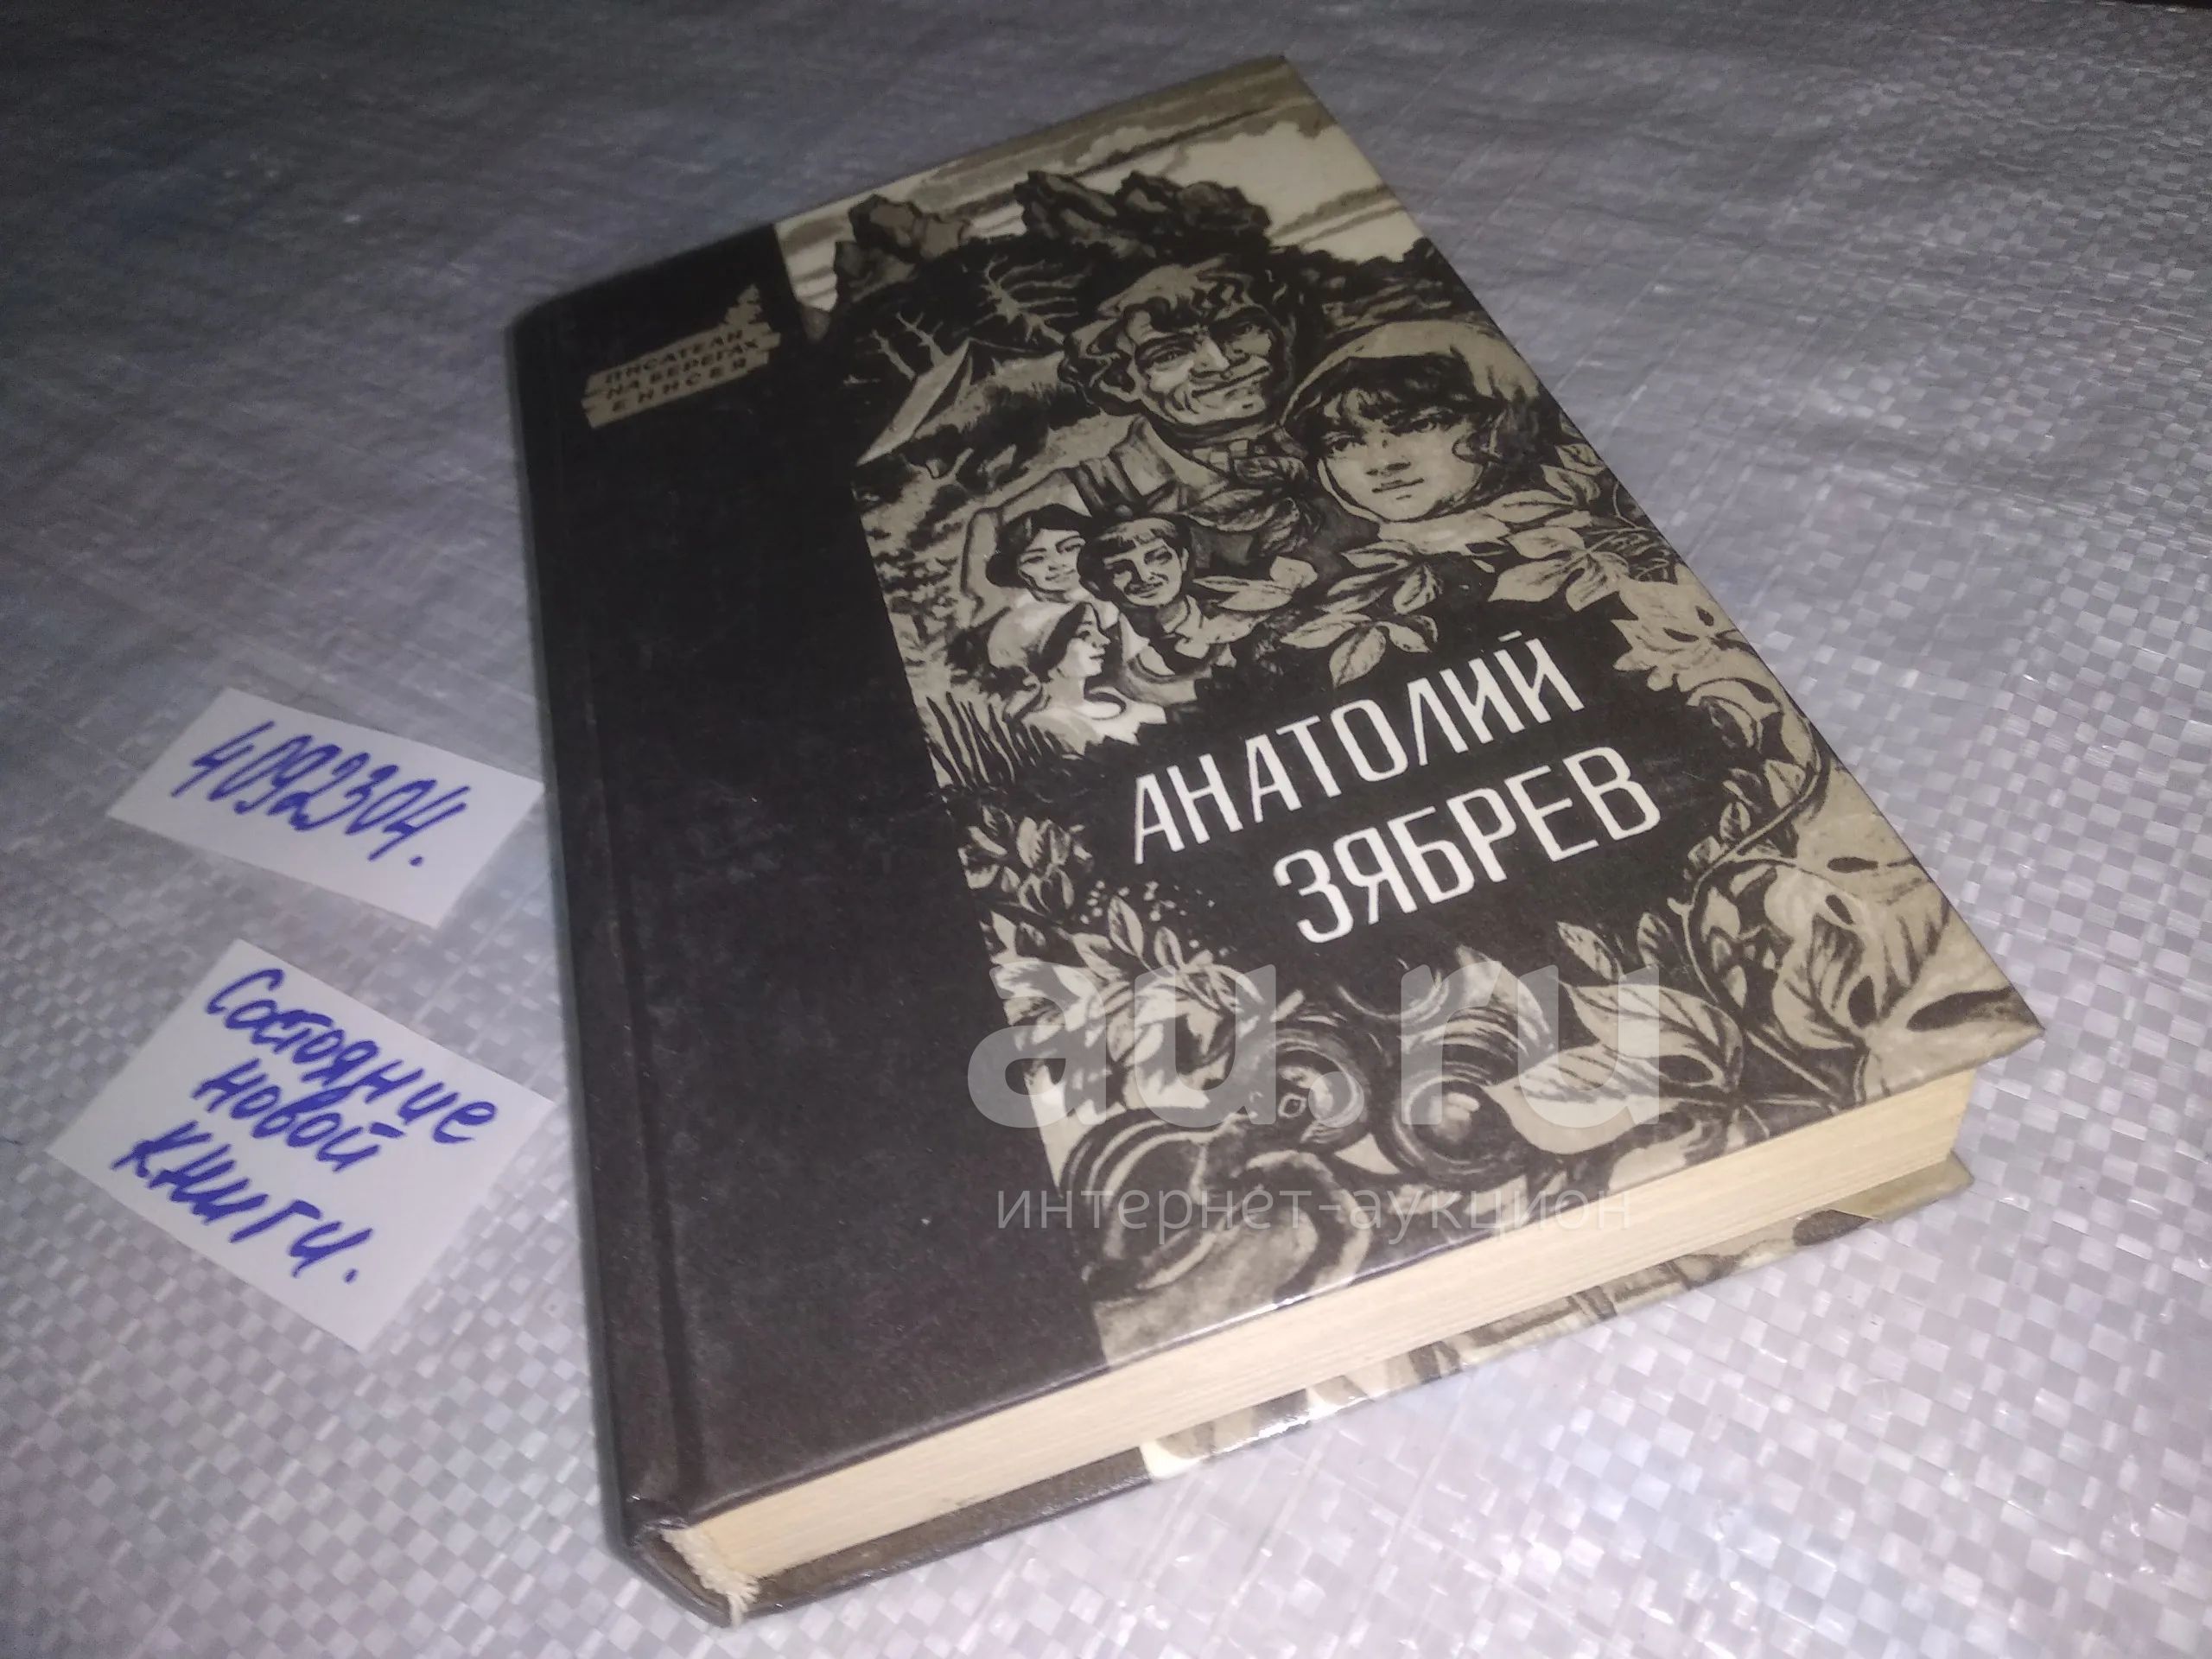 ПИСАТЕЛИ
НА БЕРЕГАХ
ЕНИСЕЯ
АНАТОЛИЙ
ЗЯБРЕВ
4092304.
Состояние
новой
книги.
au.ru
интернет-аукцион